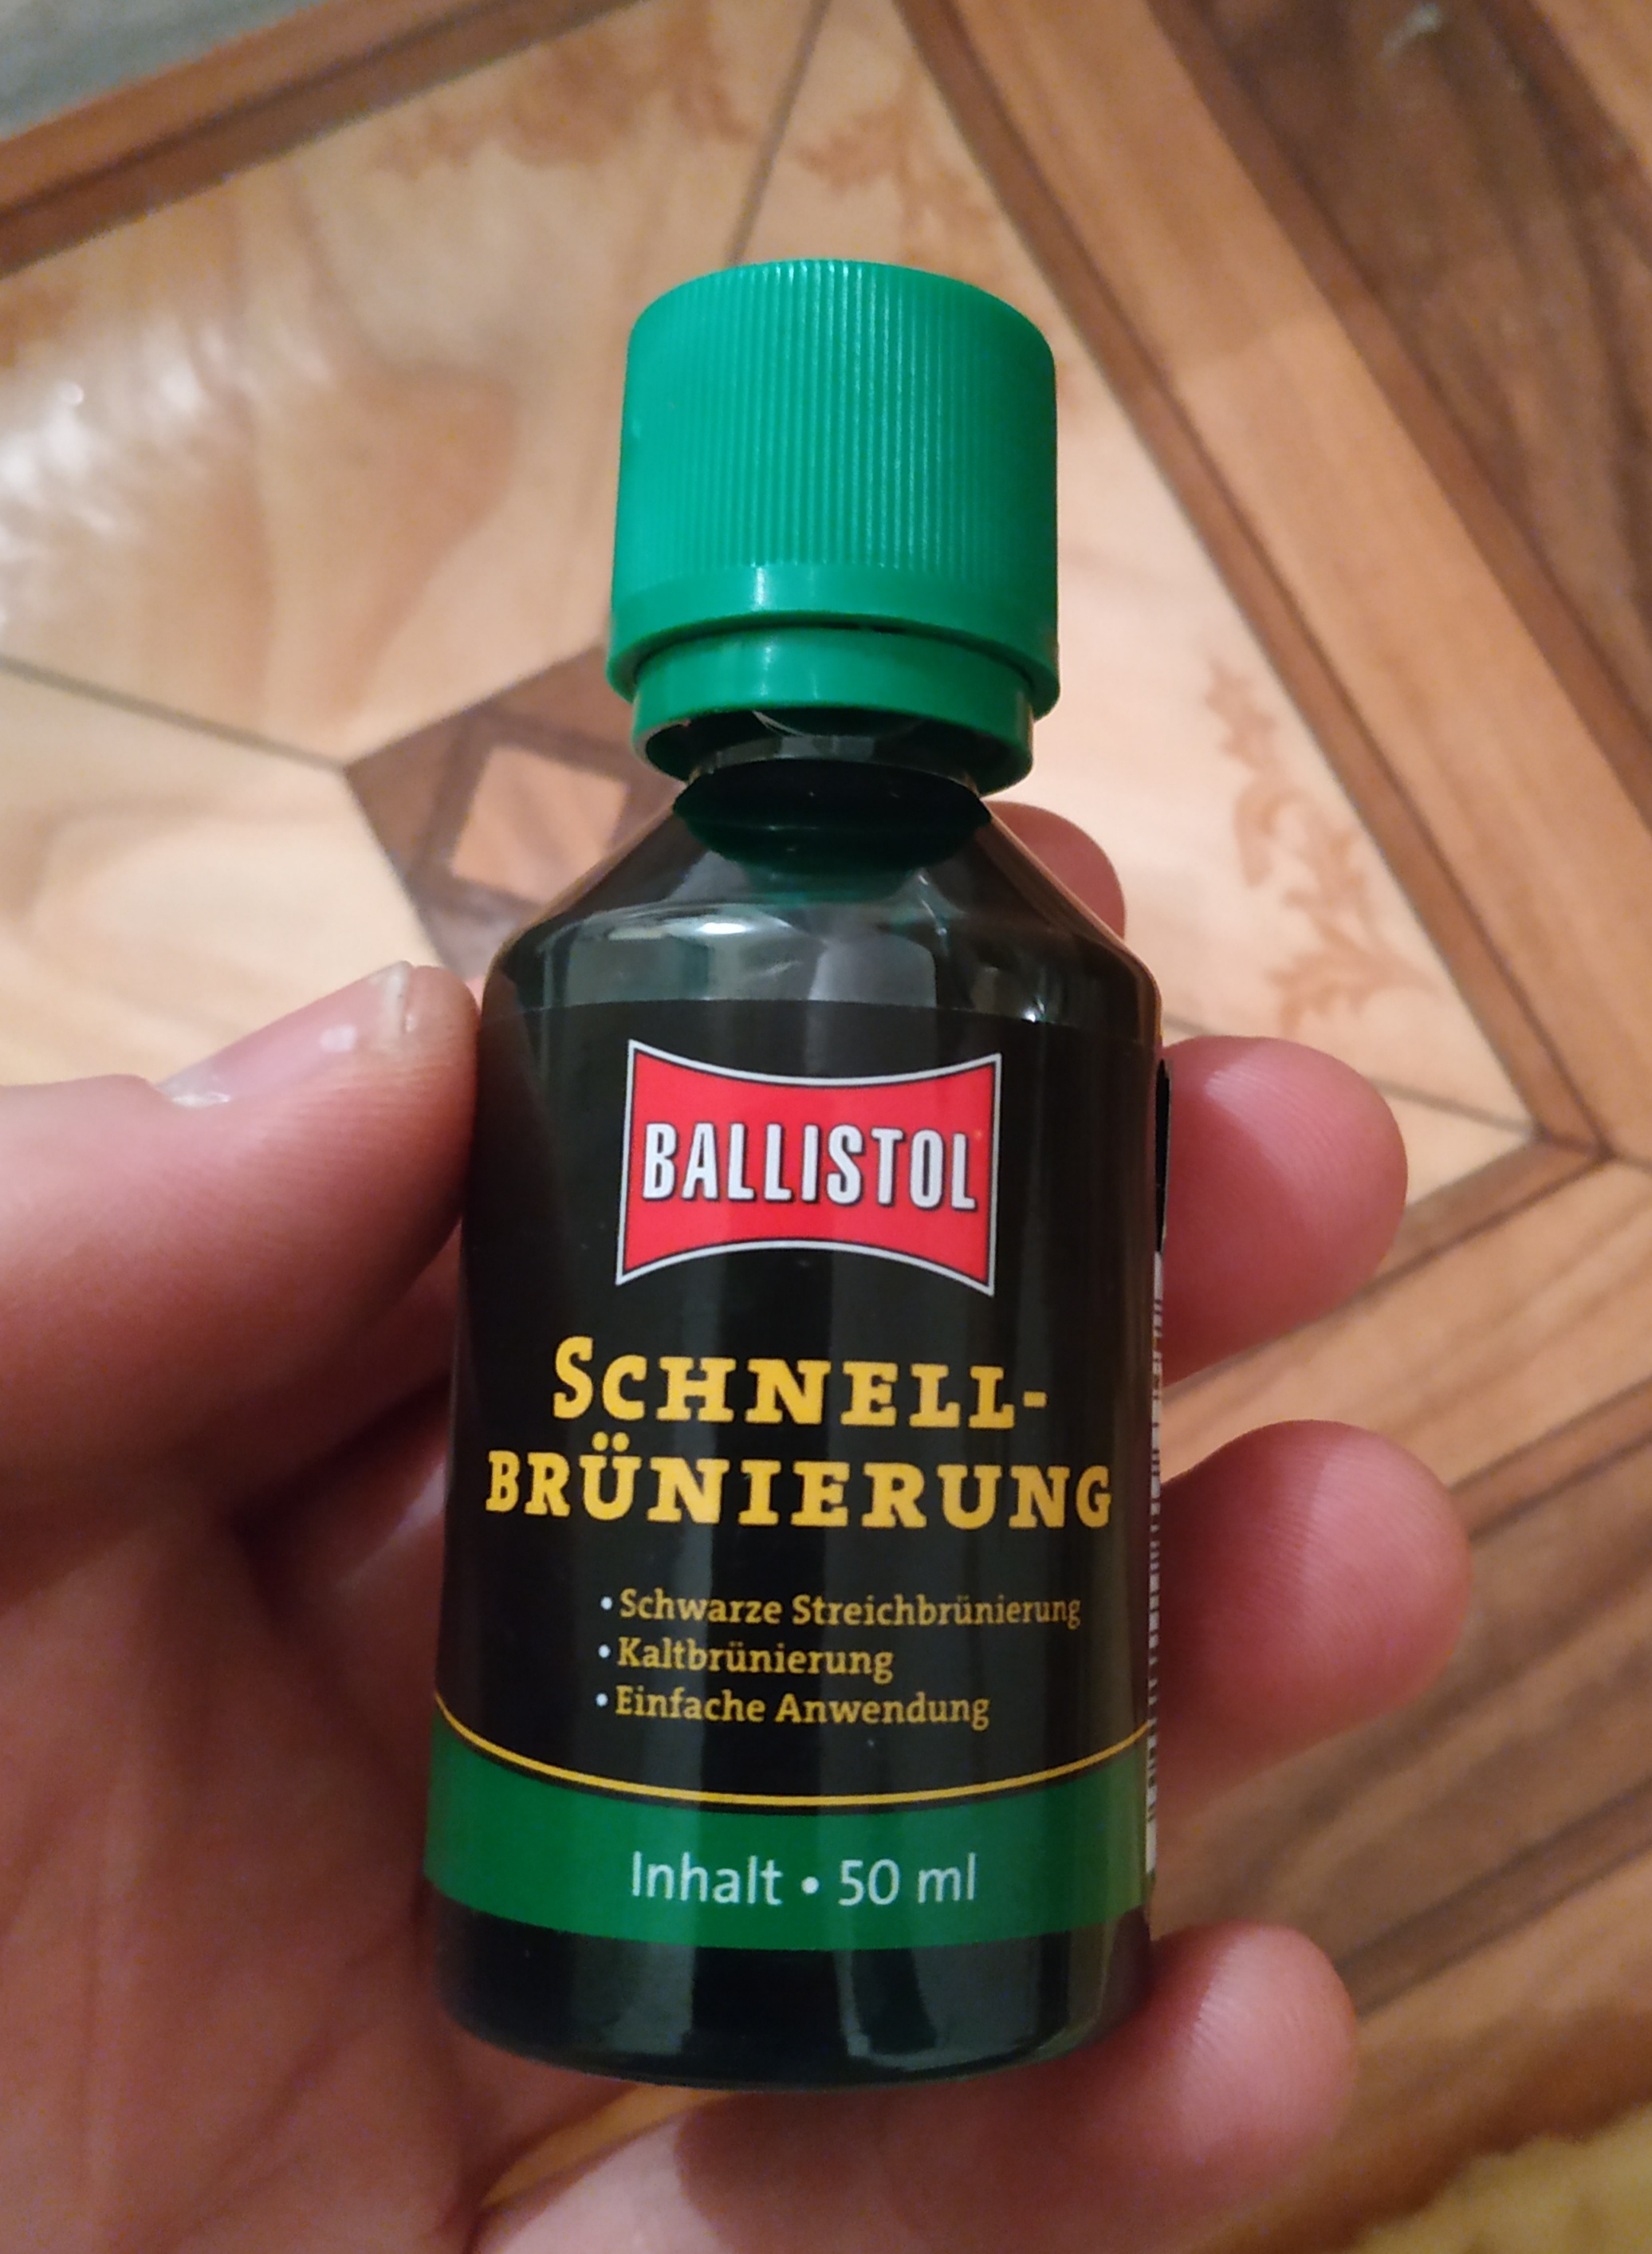 BALLISTOL
SCHNELL-
BRÜNIERUNG
• Schwarze Streichbrünierung
• Kaltbrünierung
• Einfache Anwendung
Inhalt • 50 ml